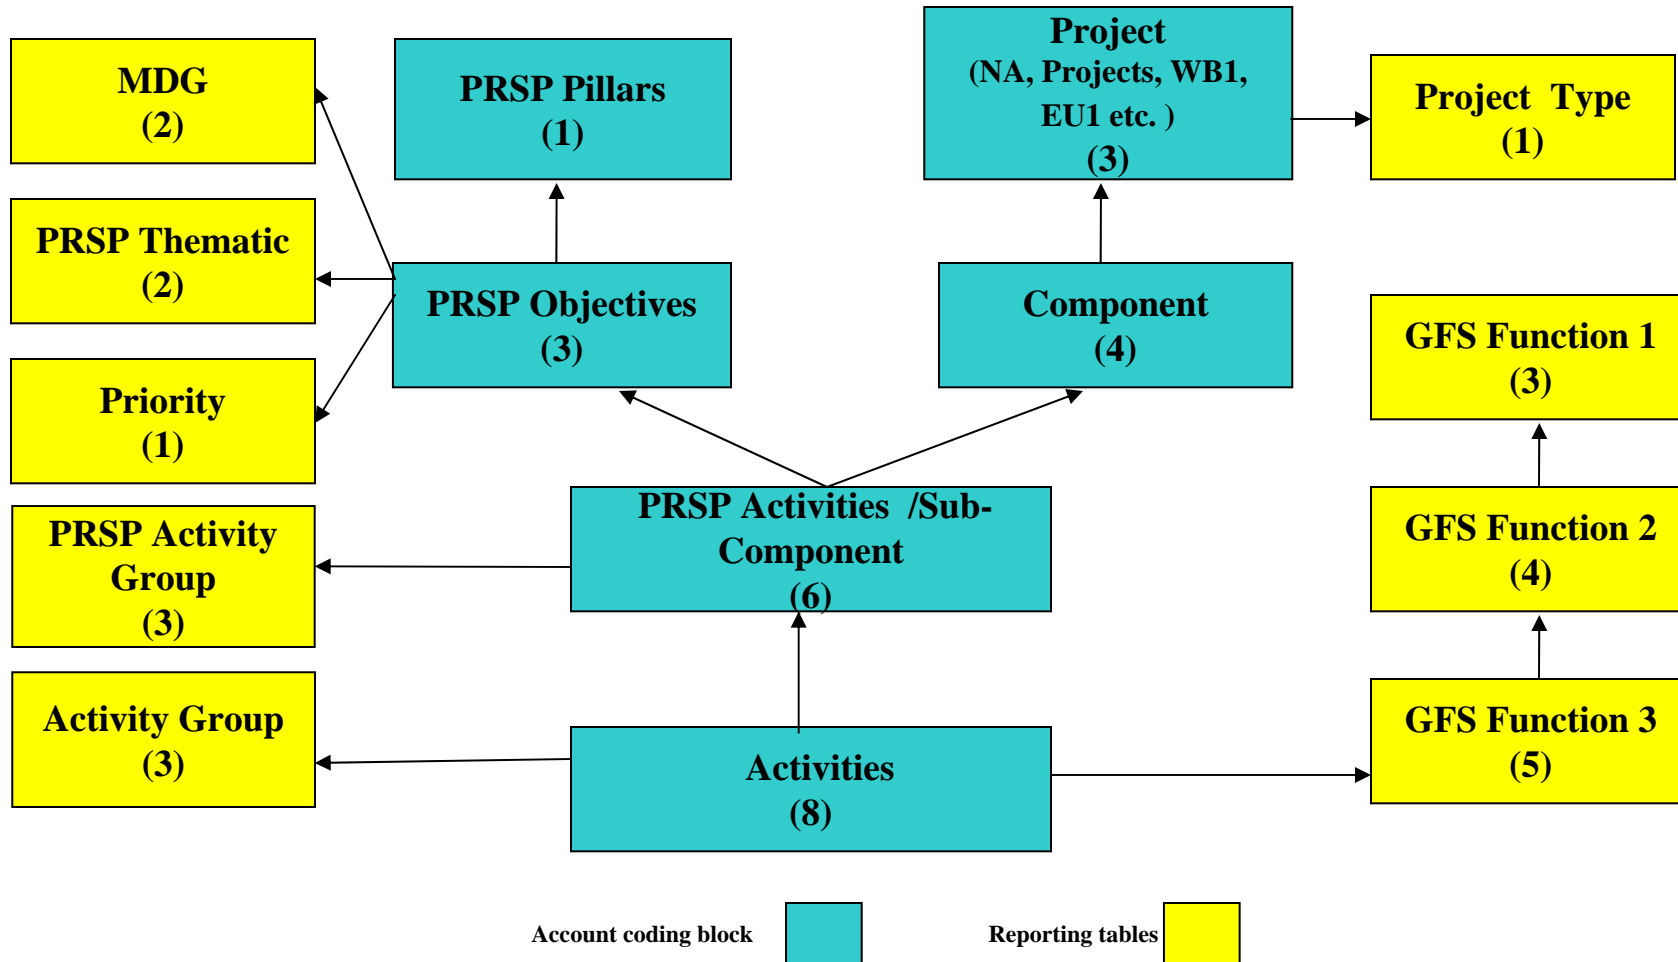 MDG
(2)
PRSP Pillars
(1)
Project
(NA, Projects, WB1,
EU1 etc. )
(3)
Project Type
(1)
PRSP Thematic
(2)
PRSP Objectives
(3)
Component
(4)
GFS Function 1
(3)
Priority
(1)
PRSP Activities /Sub-
Component
(6)
GFS Function 2
(4)
PRSP Activity
Group
(3)
Activity Group
(3)
Activities
(8)
GFS Function 3
(5)
Account coding block
Reporting tables